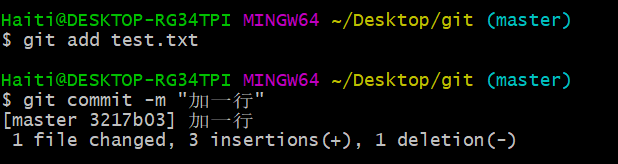 Haiti@DESKTOP-RG34TPI MINGW64 ~/Desktop/git (master)
$ git add test.txt
Haiti@DESKTOP-RG34TPI MINGW64 ~/Desktop/git (master)
$ git commit -m "加一行"
[master 3217b03] 加一行
 1 file changed, 3 insertions(+), 1 deletion(-)